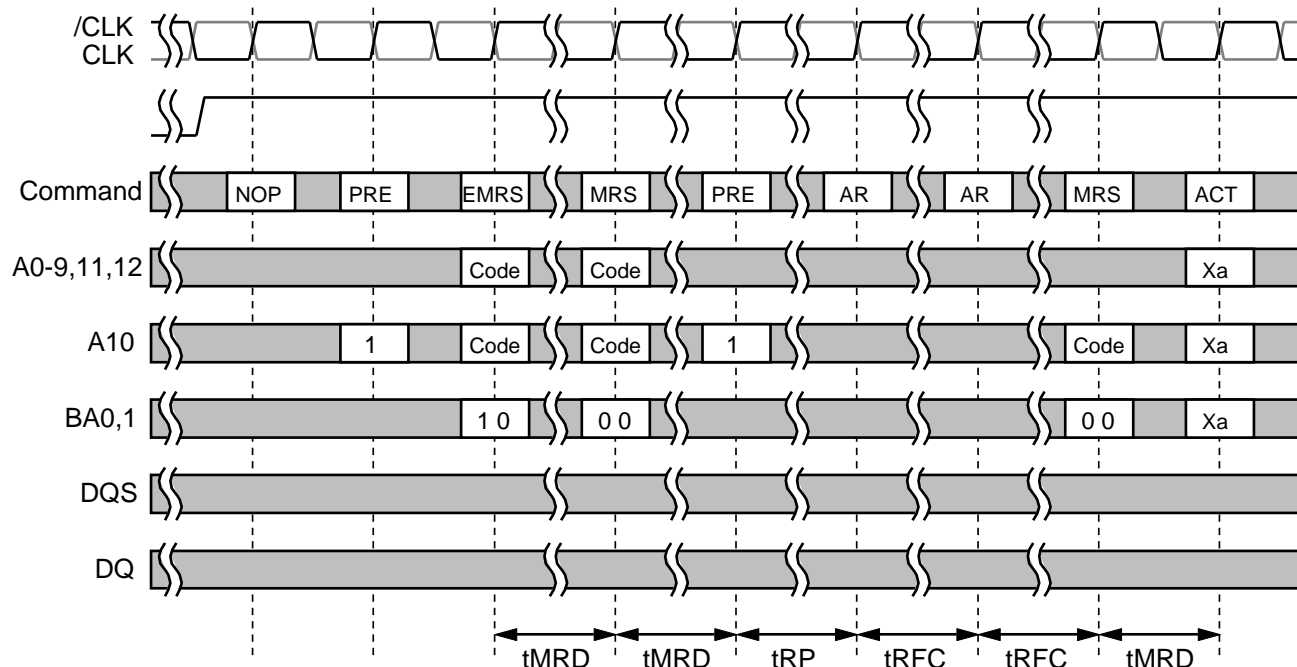 /CLK
CLK
Command NOP PRE EMRS MRS PRE AR AR MRS ACT
A0-9,11,12 Code Code Xa
A10 1 Code Code 1 Code Xa
BA0,1 1 0 0 0 0 0 Xa
DQS
DQ
tMRD tMRD tRP tRFC tRFC tMRD